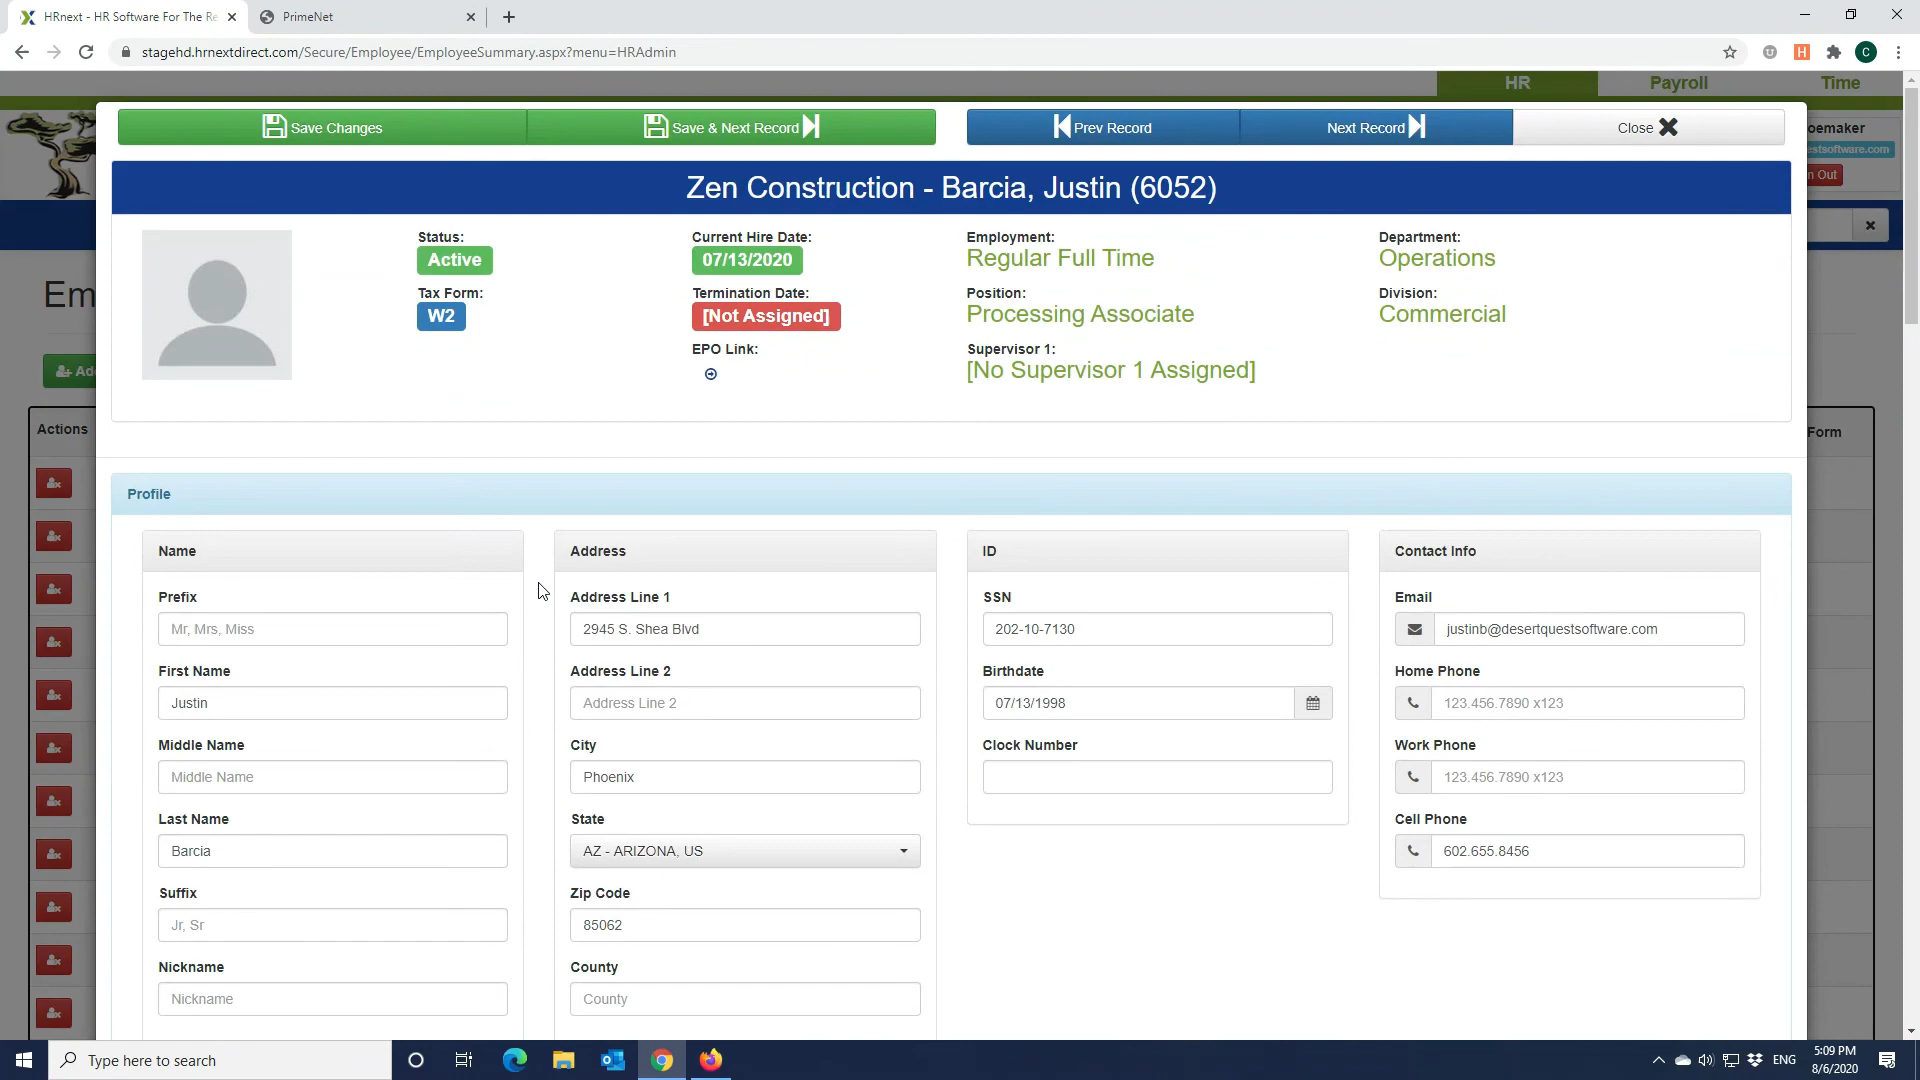 HRnext - HR Software For The Re
PrimeNet
stagehd.hrnextdirect.com/Secure/Employee/EmployeeSummary.aspx?menu=HRAdmin
C
HR Payroll Time
Save Changes
Save & Next Record
Prev Record
Next Record
Close
oemaker
estsoftware.com
n Out
Zen Construction - Barcia, Justin (6052)
Status:
Active
Tax Form:
W2
Current Hire Date:
07/13/2020
Termination Date:
[Not Assigned]
EPO Link:
Employment:
Regular Full Time
Position:
Processing Associate
Supervisor 1:
[No Supervisor 1 Assigned]
Department:
Operations
Division:
Commercial
Em
Ad
Actions
Form
Profile
Name
Prefix
Mr, Mrs, Miss
First Name
Justin
Middle Name
Middle Name
Last Name
Barcia
Suffix
Jr, Sr
Nickname
Nickname
Address
Address Line 1
2945 S. Shea Blvd
Address Line 2
Address Line 2
City
Phoenix
State
AZ - ARIZONA, US
Zip Code
85062
County
County
ID
SSN
202-10-7130
Birthdate
07/13/1998
Clock Number
Contact Info
Email
justinb@desertquestsoftware.com
Home Phone
123.456.7890 x123
Work Phone
123.456.7890 x123
Cell Phone
602.655.8456
Type here to search
ENG
5:09 PM
8/6/2020